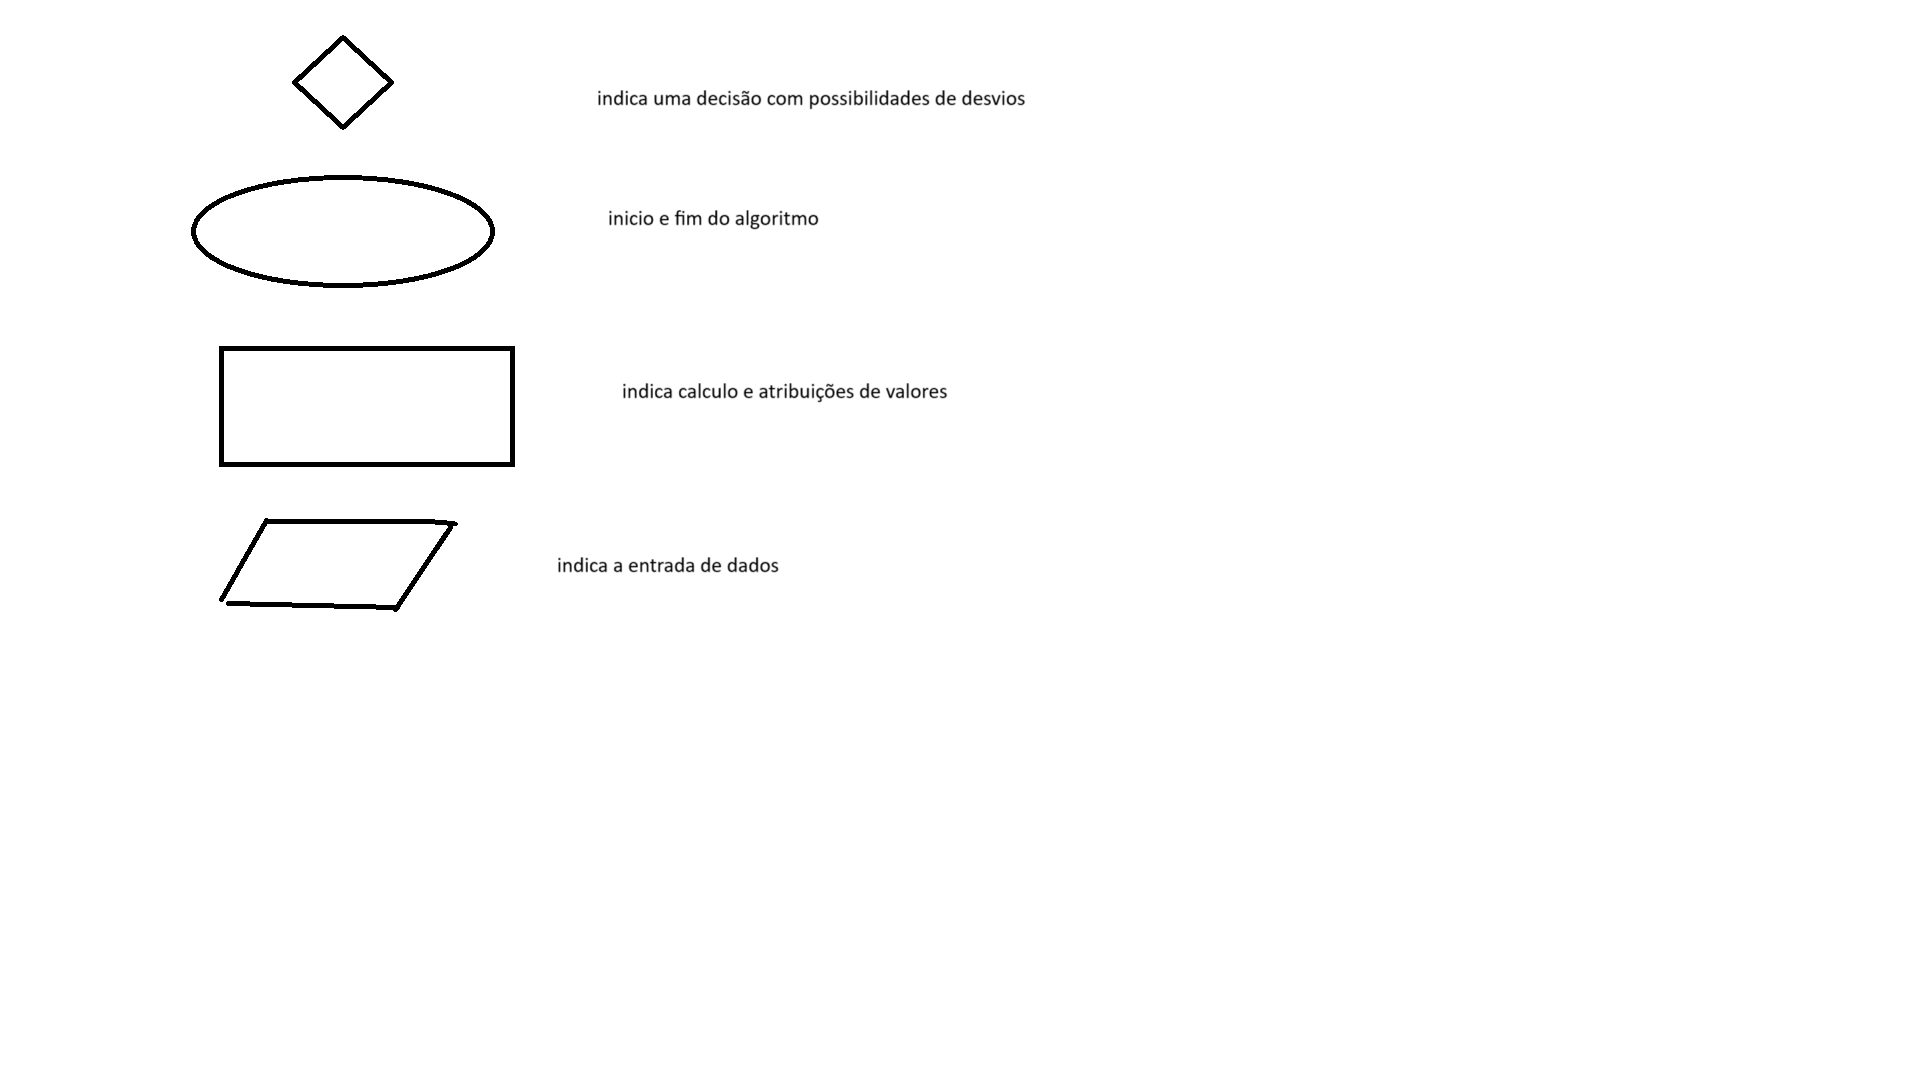 indica uma decisão com possibilidades de desvios
inicio e fim do algoritmo
indica calculo e atribuições de valores
indica a entrada de dados